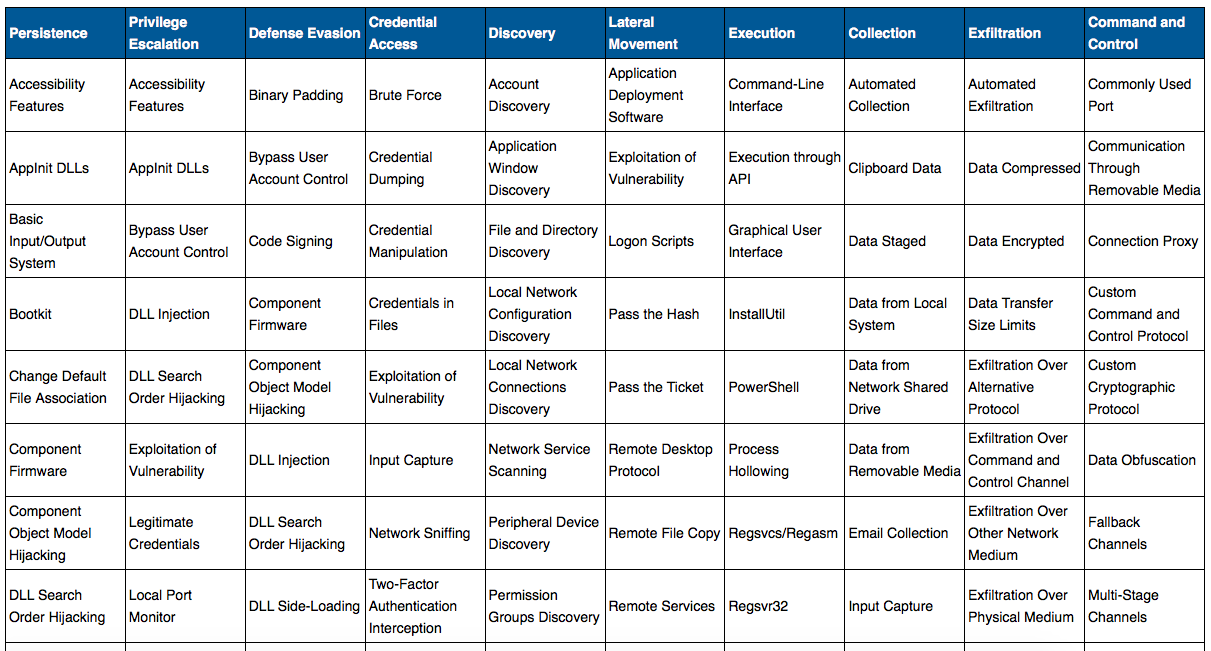 Persistence
Privilege
Escalation
Defense Evasion
Credential
Access
Discovery
Lateral
Movement
Execution
Collection
Exfiltration
Command and
Control
Accessibility
Features
Accessibility
Features
Binary Padding
Brute Force
Account
Discovery
Application
Deployment
Software
Command-Line
Interface
Automated
Collection
Automated
Exfiltration
Commonly Used
Port
AppInit DLLs
AppInit DLLs
Bypass User
Account Control
Credential
Dumping
Application
Window
Discovery
Exploitation of
Vulnerability
Execution through
API
Clipboard Data
Data Compressed
Communication
Through
Removable Media
Basic
Input/Output
System
Bypass User
Account Control
Code Signing
Credential
Manipulation
File and Directory
Discovery
Logon Scripts
Graphical User
Interface
Data Staged
Data Encrypted
Connection Proxy
Bootkit
DLL Injection
Component
Firmware
Credentials in
Files
Local Network
Configuration
Discovery
Pass the Hash
InstallUtil
Data from Local
System
Data Transfer
Size Limits
Custom
Command and
Control Protocol
Change Default
File Association
DLL Search
Order Hijacking
Component
Object Model
Hijacking
Exploitation of
Vulnerability
Local Network
Connections
Discovery
Pass the Ticket
PowerShell
Data from
Network Shared
Drive
Exfiltration Over
Alternative
Protocol
Custom
Cryptographic
Protocol
Component
Firmware
Exploitation of
Vulnerability
DLL Injection
Input Capture
Network Service
Scanning
Remote Desktop
Protocol
Process
Hollowing
Data from
Removable Media
Exfiltration Over
Command and
Control Channel
Data Obfuscation
Component
Object Model
Hijacking
Legitimate
Credentials
DLL Search
Order Hijacking
Network Sniffing
Peripheral Device
Discovery
Remote File Copy
Regsvcs/Regasm
Email Collection
Exfiltration Over
Other Network
Medium
Fallback
Channels
DLL Search
Order Hijacking
Local Port
Monitor
DLL Side-Loading
Two-Factor
Authentication
Interception
Permission
Groups Discovery
Remote Services
Regsvr32
Input Capture
Exfiltration Over
Physical Medium
Multi-Stage
Channels